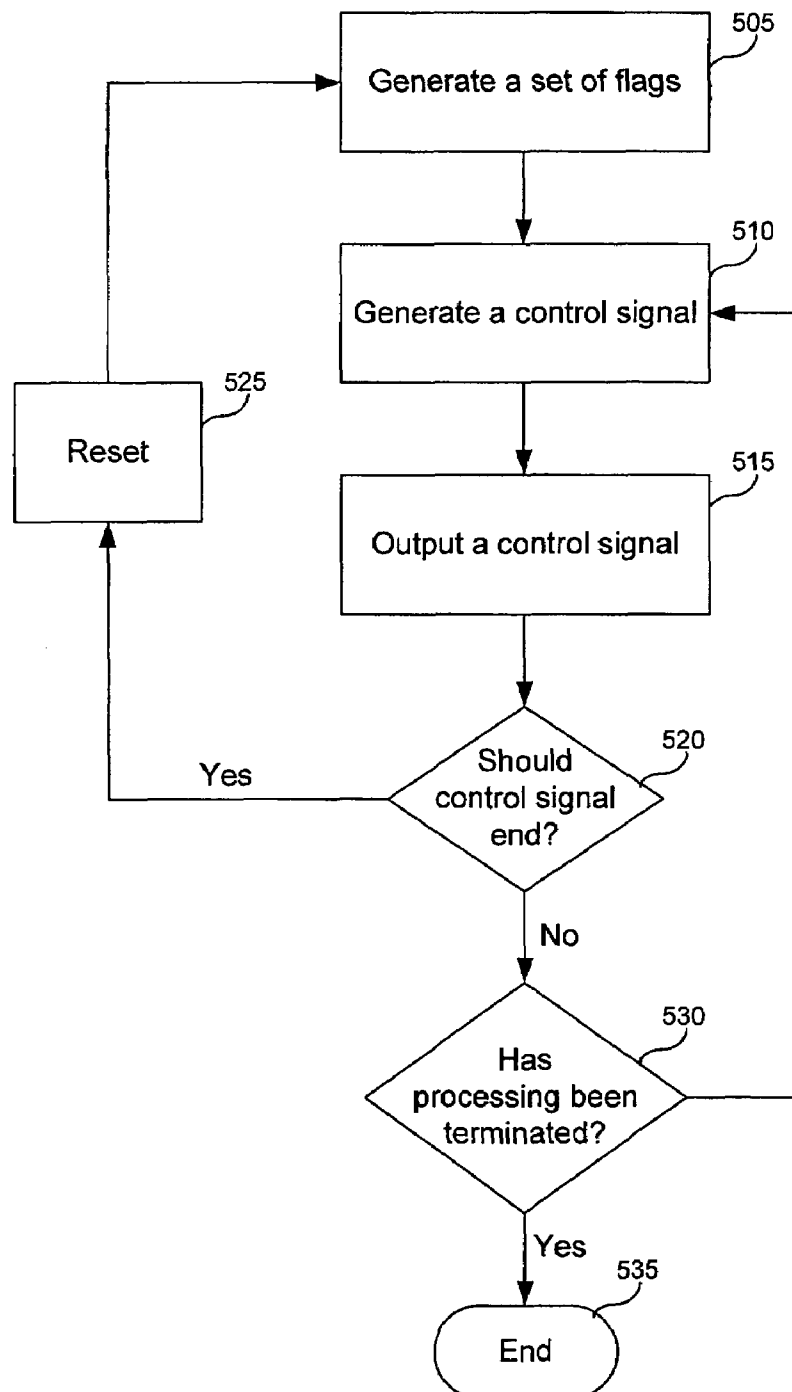 505
Generate a set of flags
510
Generate a control signal
525
Reset
515
Output a control signal
520
Should
control signal
end?
Yes
No
530
Has
processing been
terminated?
Yes
535
End